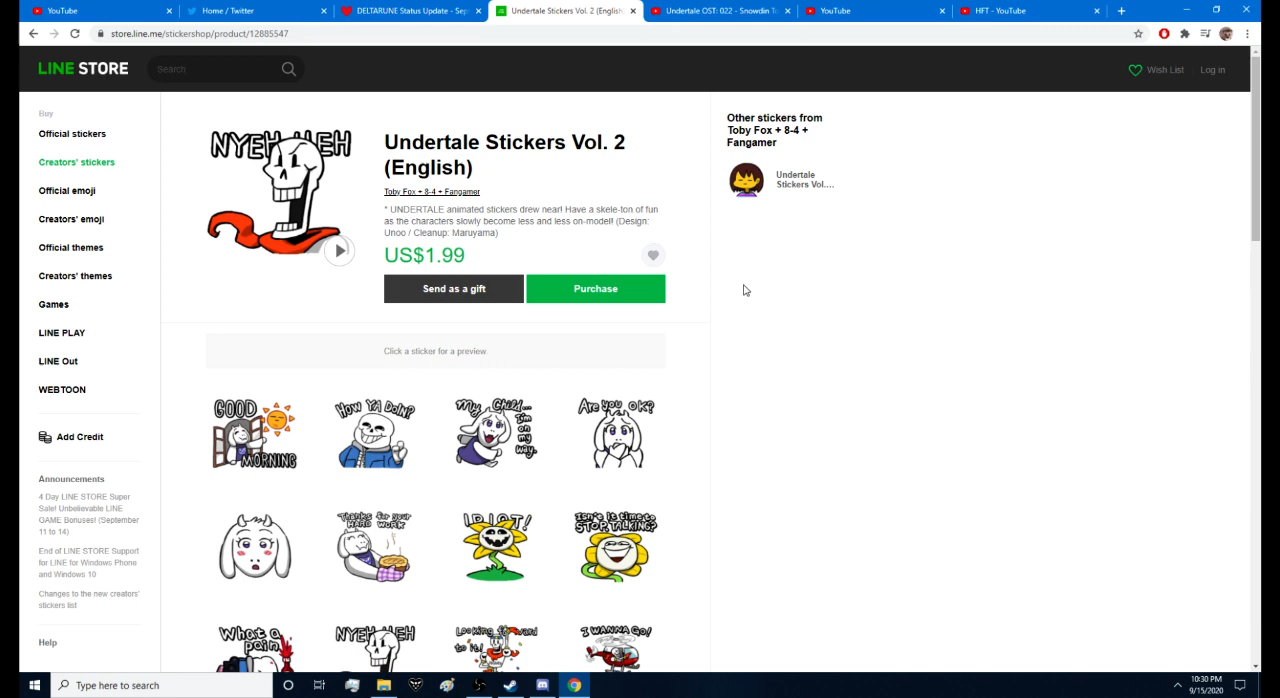 YouTube
Home / Twitter
DELTARUNE Status Update - Sep
Undertale Stickers Vol. 2 (English
Undertale OST: 022 - Snowdin To
YouTube
HFT - YouTube
store.line.me/stickershop/product/12885547
LINE STORE
Search
Wish List
Log in
Buy
Official stickers
Creators' stickers
Official emoji
Creators' emoji
Official themes
Creators' themes
Games
LINE PLAY
LINE Out
WEBTOON
Add Credit
Announcements
4 Day LINE STORE Super
Sale! Unbelievable LINE
GAME Bonuses! (September
11 to 14)
End of LINE STORE Support
for LINE for Windows Phone
and Windows 10
Changes to the new creators'
stickers list
Help
NYEH HEH
Undertale Stickers Vol. 2
(English)
Toby Fox + 8-4 + Fangamer
* UNDERTALE animated stickers drew near! Have a skele-ton of fun
as the characters slowly become less and less on-model! (Design:
Unoo / Cleanup: Maruyama)
US$1.99
Send as a gift
Purchase
Click a sticker for a preview.
GOOD
MORNING
HOW YA DOIN?
My Child...
I'm
on
my
way.
Are you OK?
Thanks for your
HARD WORK
IDIOT!
Isn't it time to
STOP TALKING?
What a
pain
NYEH HEH
Looking forward
to it!
I WANNA GO!
Other stickers from
Toby Fox + 8-4 +
Fangamer
Undertale
Stickers Vol....
Type here to search
10:30 PM
9/15/2020